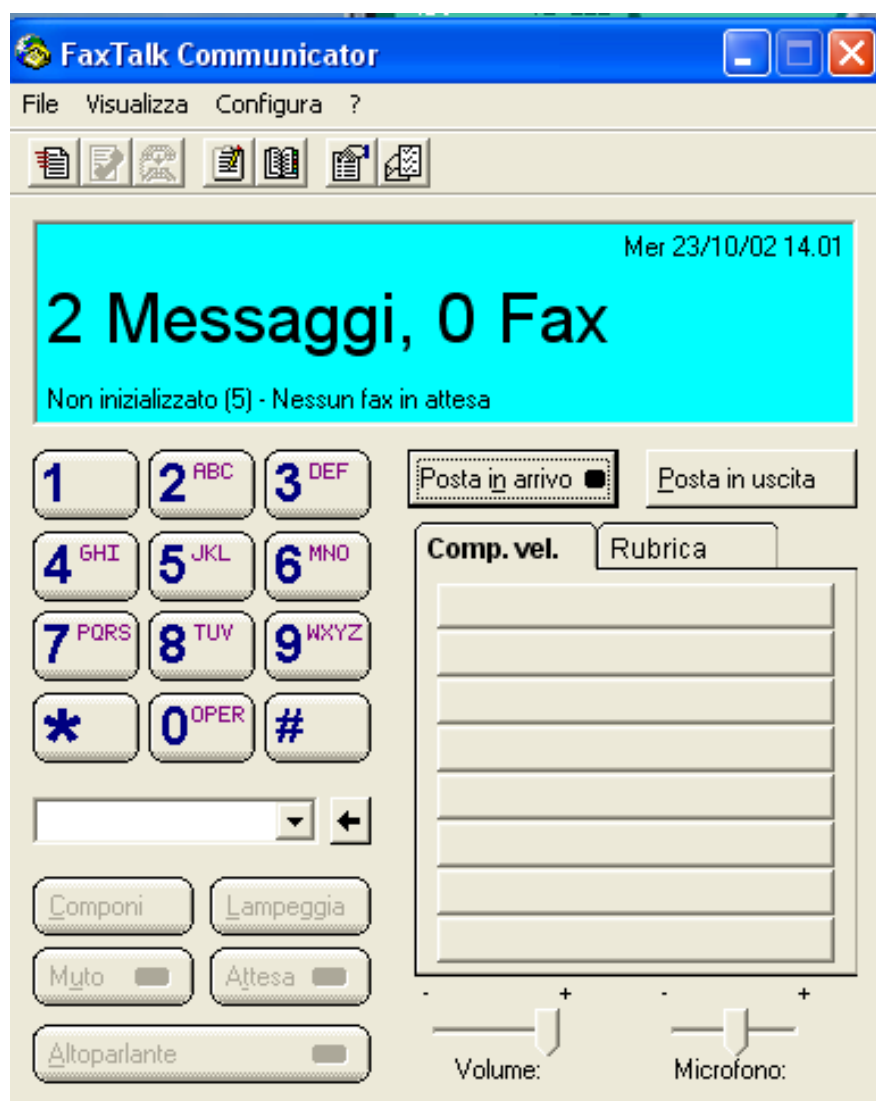 FaxTalk Communicator
File Visualizza Configura ?
Mer 23/10/02 14.01
2 Messaggi, 0 Fax
Non inizializzato (5) - Nessun fax in attesa
1 2 ABC 3 DEF
4 GHI 5 JKL 6 MNO
7 PQRS 8 TUV 9 WXYZ
* 0 OPER #
Posta in arrivo Posta in uscita
Comp. vel. Rubrica
Componi Lampeggia
Muto Attesa
Altoparlante
- + - +
Volume: Microfono: